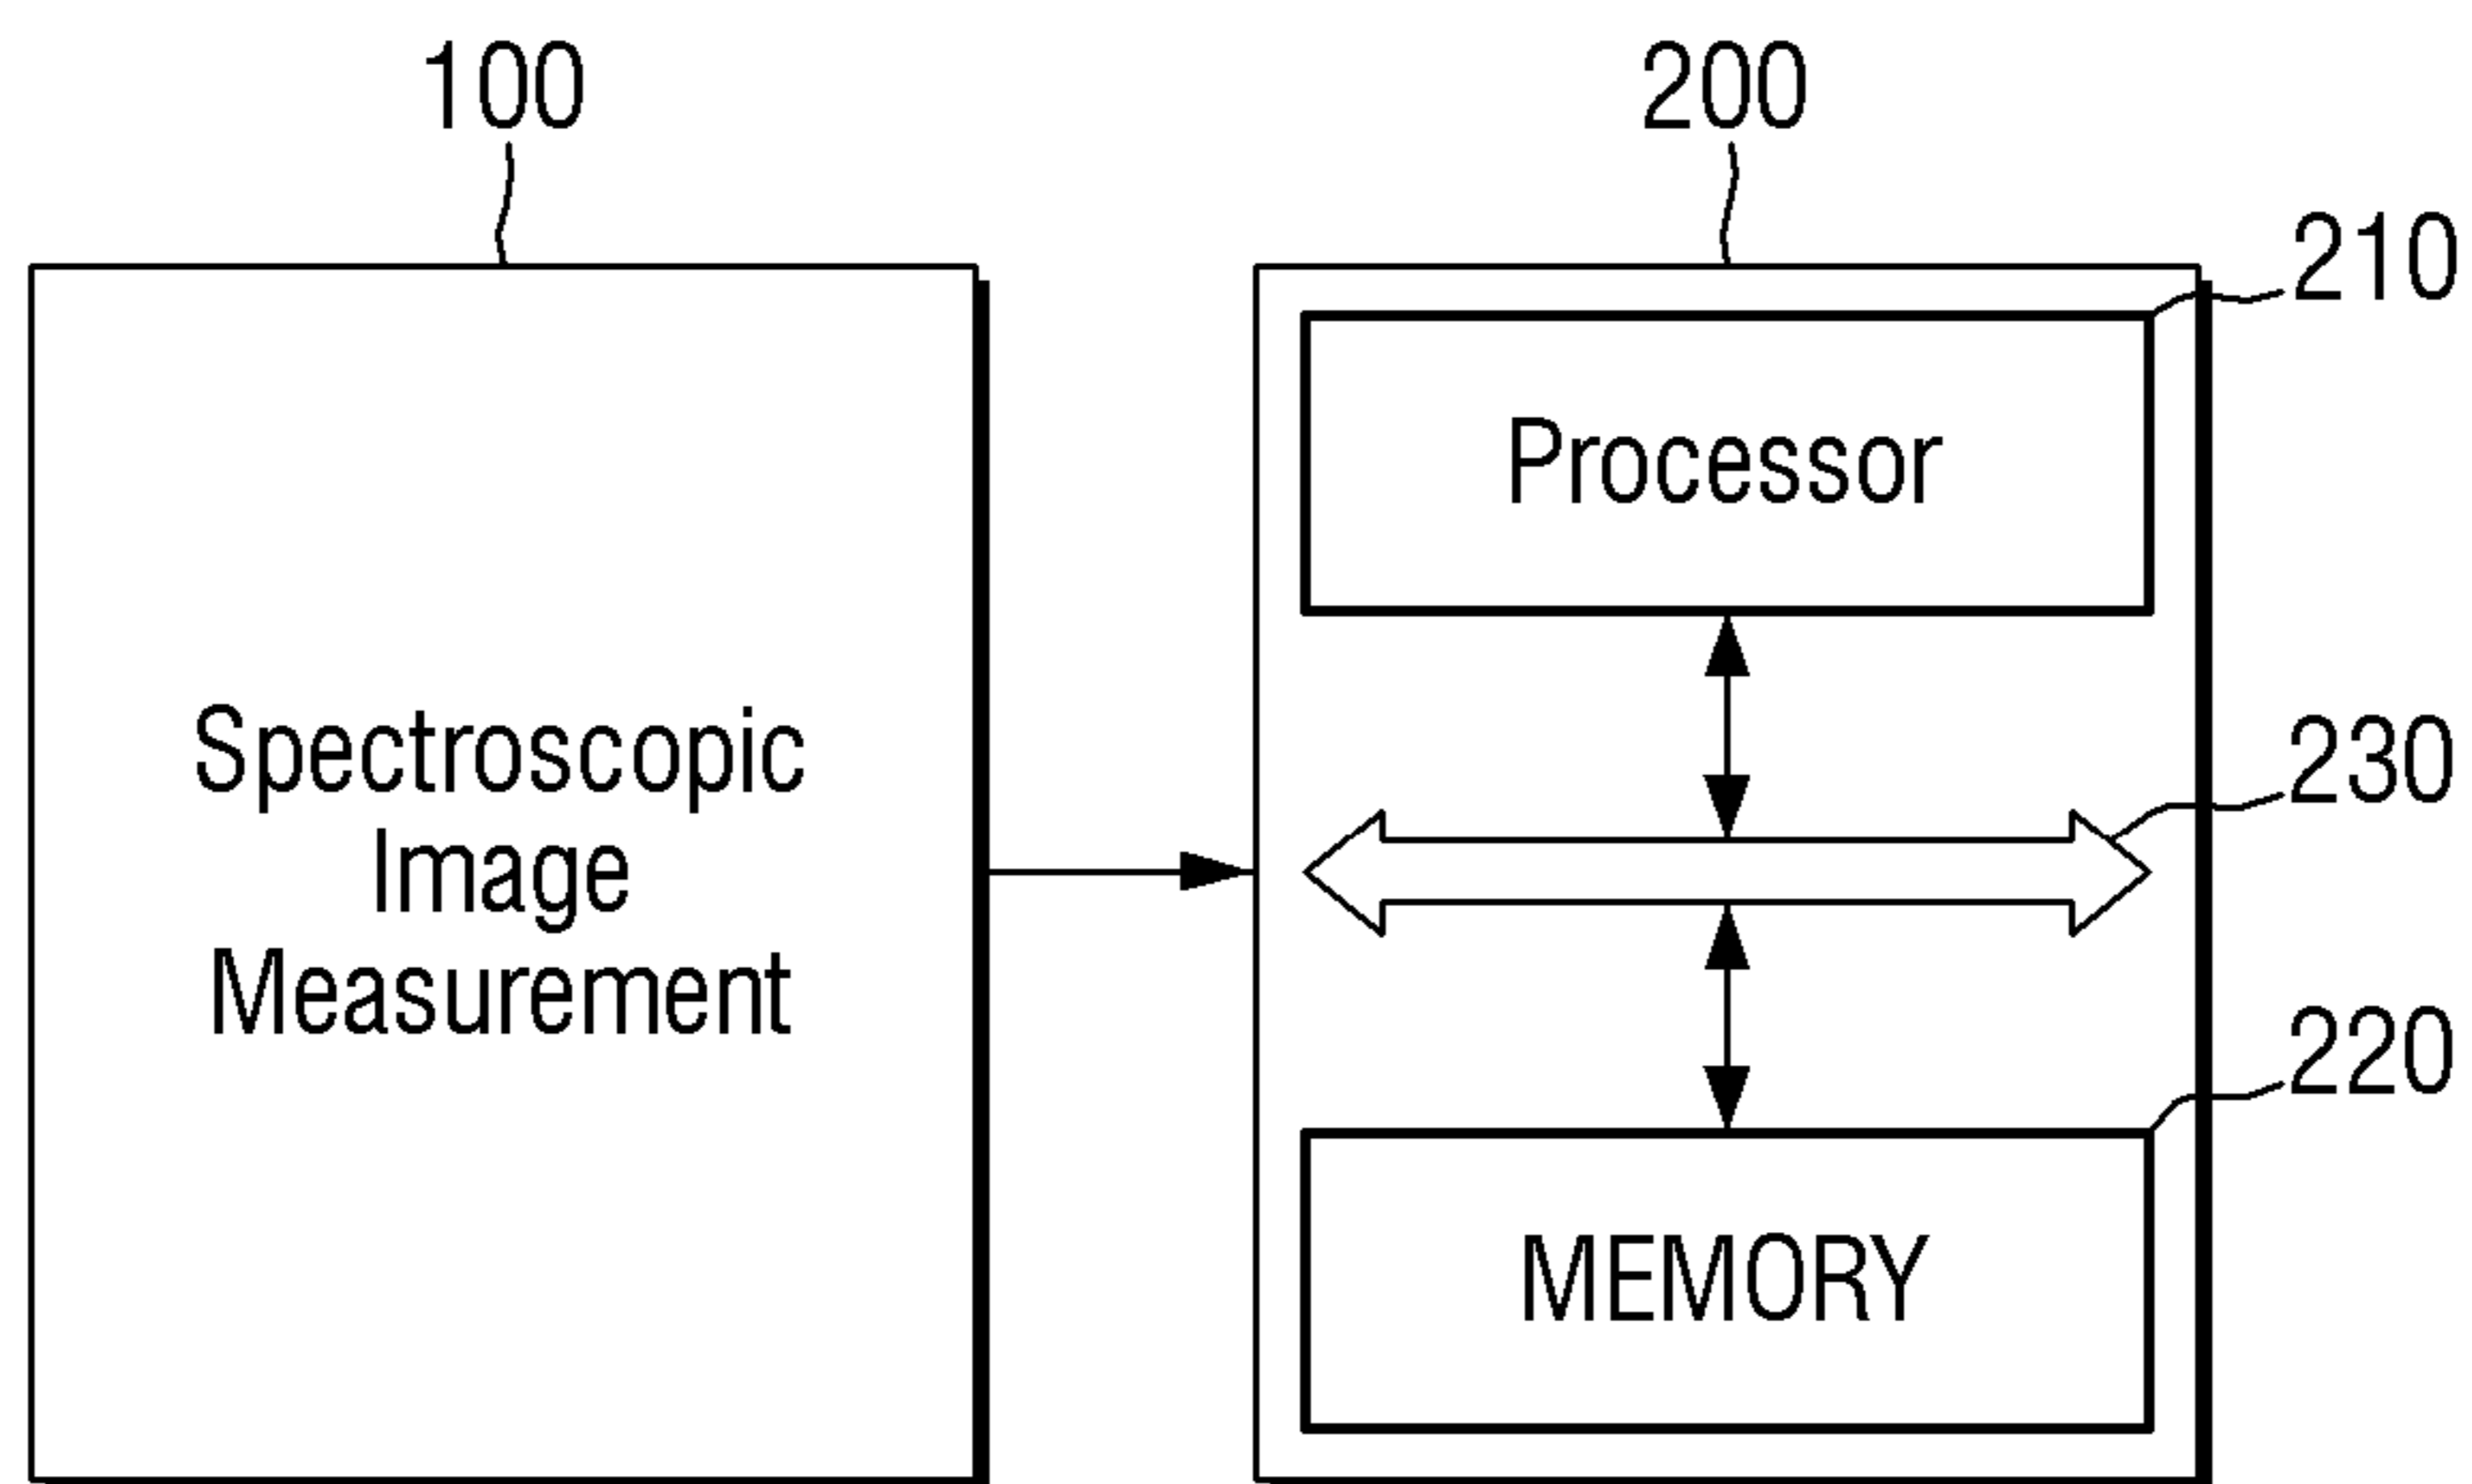 100
200
210
Processor
Spectroscopic
Image
Measurement
230
220
MEMORY